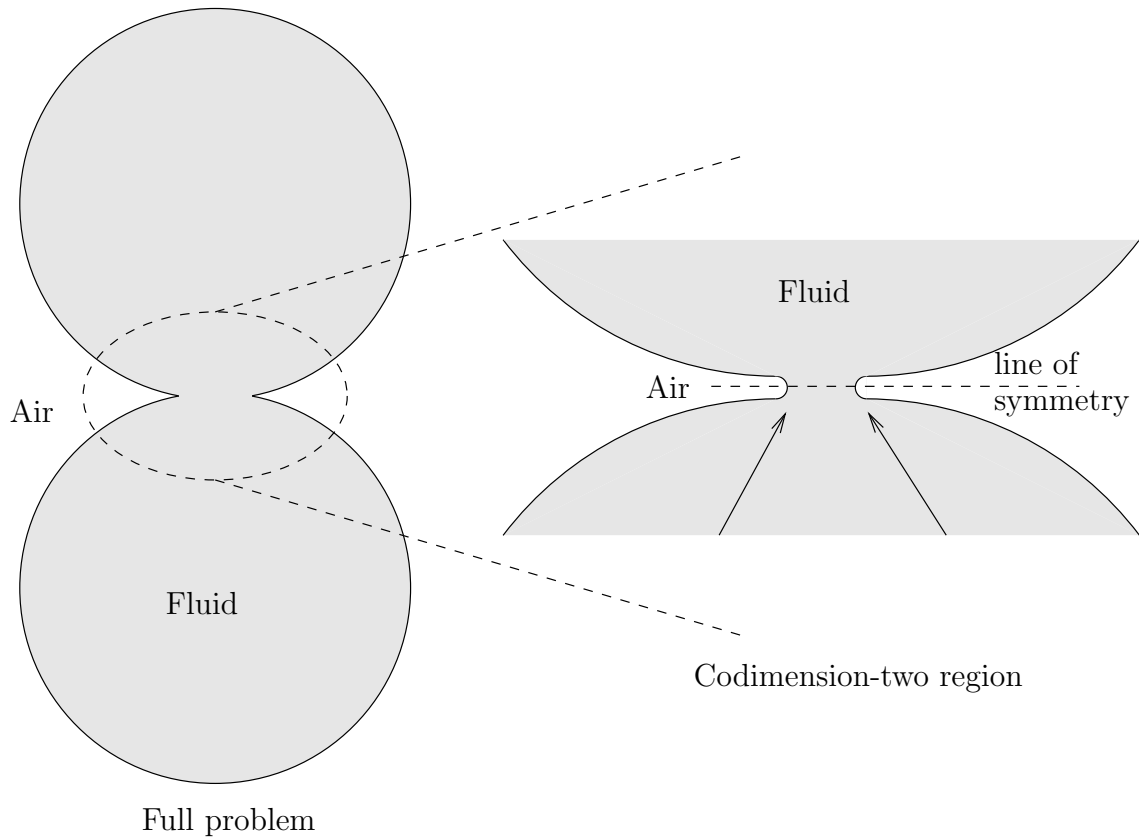 Fluid
Air
line of
Air
symmetry
Fluid
Codimension-two region
Full problem